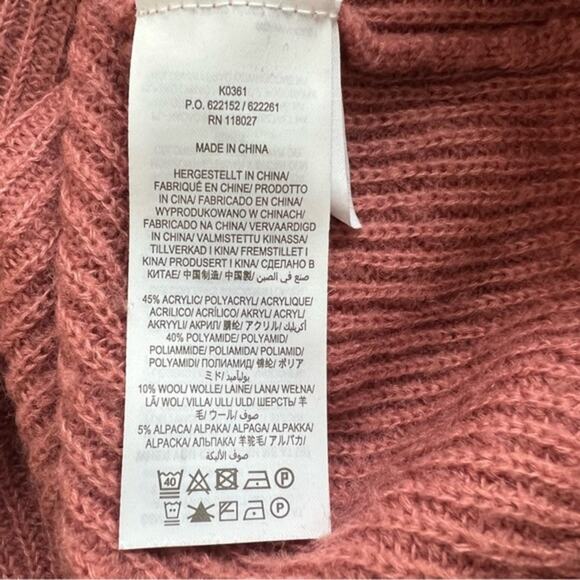 K0361
P.O. 622152 / 622261
RN 118027
MADE IN CHINA
HERGESTELLT IN CHINA/
FABRIQUÉ EN CHINE/ PRODOTTO
IN CINA/ FABRICADO EN CHINA/
WYPRODUKOWANO W CHINACH/
FABRICADO NA CHINA/ VERVAARDIGD
IN CHINA/ VALMISTETTU KIINASSA/
TILLVERKAD I KINA/ FREMSTILLET I
KINA/ PRODUSERT I KINA/ СДЕЛАНО В
КИТАЕ/ 中国制造/ 中国製/ صنع في الصين
45% ACRYLIC/ POLYACRYL/ ACRYLIQUE/
ACRILICO/ ACRÍLICO/ AKRYL/ ACRYL/
AKRYYLI/ АКРИЛ/ 腈纶/ アクリル/ أكريليك
40% POLYAMIDE/ POLYAMID/
POLIAMMIDE/ POLIAMIDA/ POLIAMID/
POLYAMIDI/ ПОЛИАМИД/ 锦纶/ ポリア
ミド/ بوليأميد
10% WOOL/ WOLLE/ LAINE/ LANA/ WEŁNA/
LÃ/ WOL/ VILLA/ ULL/ ULD/ ШЕРСТЬ/ 羊
毛/ ウール/ صوف
5% ALPACA/ ALPAKA/ ALPAGA/ ALPAKKA/
АЛЬПАКА/ 羊驼毛/ アルパカ/
صوف الألبكة
40 P
P